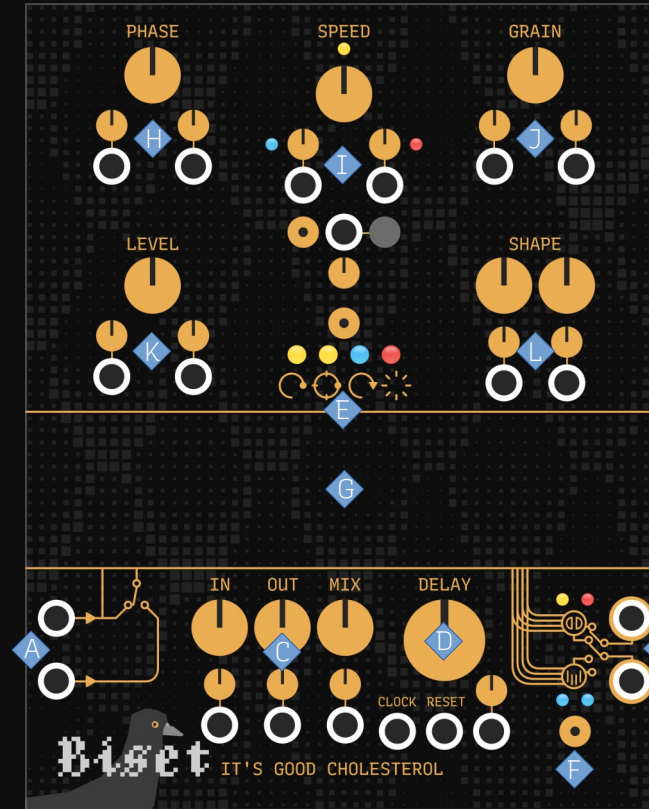 PHASE
SPEED
GRAIN
H
I
J
LEVEL
SHAPE
K
L
E
G
IN OUT MIX DELAY
A
C
D
CLOCK RESET
Biset
IT'S GOOD CHOLESTEROL
F